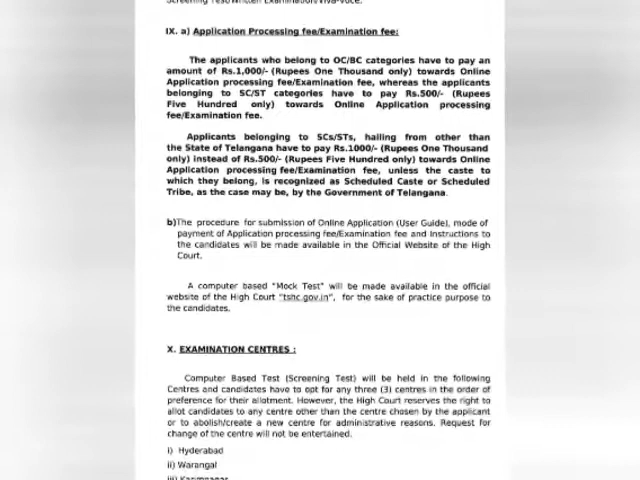 Screening Test/Written Examination/Viva-Voce.
IX. a) Application Processing fee/Examination fee:
The applicants who belong to OC/BC categories have to pay an
amount of Rs.1,000/- (Rupees One Thousand only) towards Online
Application processing fee/Examination fee, whereas the applicants
belonging to SC/ST categories have to pay Rs.500/- (Rupees
Five Hundred only) towards Online Application processing
fee/Examination fee.
Applicants belonging to SCs/STs, hailing from other than
the State of Telangana have to pay Rs.1000/- (Rupees One Thousand
only) instead of Rs.500/- (Rupees Five Hundred only) towards Online
Application processing fee/Examination fee, unless the caste to
which they belong, is recognized as Scheduled Caste or Scheduled
Tribe, as the case may be, by the Government of Telangana.
b)The procedure for submission of Online Application (User Guide), mode of
payment of Application processing fee/Examination fee and Instructions to
the candidates will be made available in the Official Website of the High
Court.
A computer based "Mock Test" will be made available in the official
website of the High Court "tshc.gov.in", for the sake of practice purpose to
the candidates.
X. EXAMINATION CENTRES :
Computer Based Test (Screening Test) will be held in the following
Centres and candidates have to opt for any three (3) centres in the order of
preference for their allotment. However, the High Court reserves the right to
allot candidates to any centre other than the centre chosen by the applicant
or to abolish/create a new centre for administrative reasons. Request for
change of the centre will not be entertained.
i) Hyderabad
ii) Warangal
iii) Karimnagar